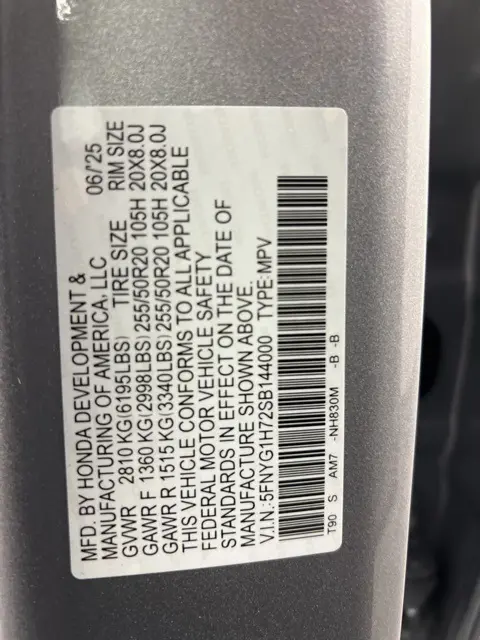 MFD. BY HONDA DEVELOPMENT &
MANUFACTURING OF AMERICA, LLC 06/'25
GVWR 2810 KG(6195LBS) TIRE SIZE RIM SIZE
GAWR F 1360 KG(2998LBS)255/50R20 105H 20X8.0J
GAWR R 1515 KG(3340LBS)255/50R20 105H 20X8.0J
THIS VEHICLE CONFORMS TO ALL APPLICABLE
FEDERAL MOTOR VEHICLE SAFETY
STANDARDS IN EFFECT ON THE DATE OF
MANUFACTURE SHOWN ABOVE.
V.I.N.:5FNYG1H72SB144000 TYPE:MPV
T90 S AM7 -NH830M -B -B